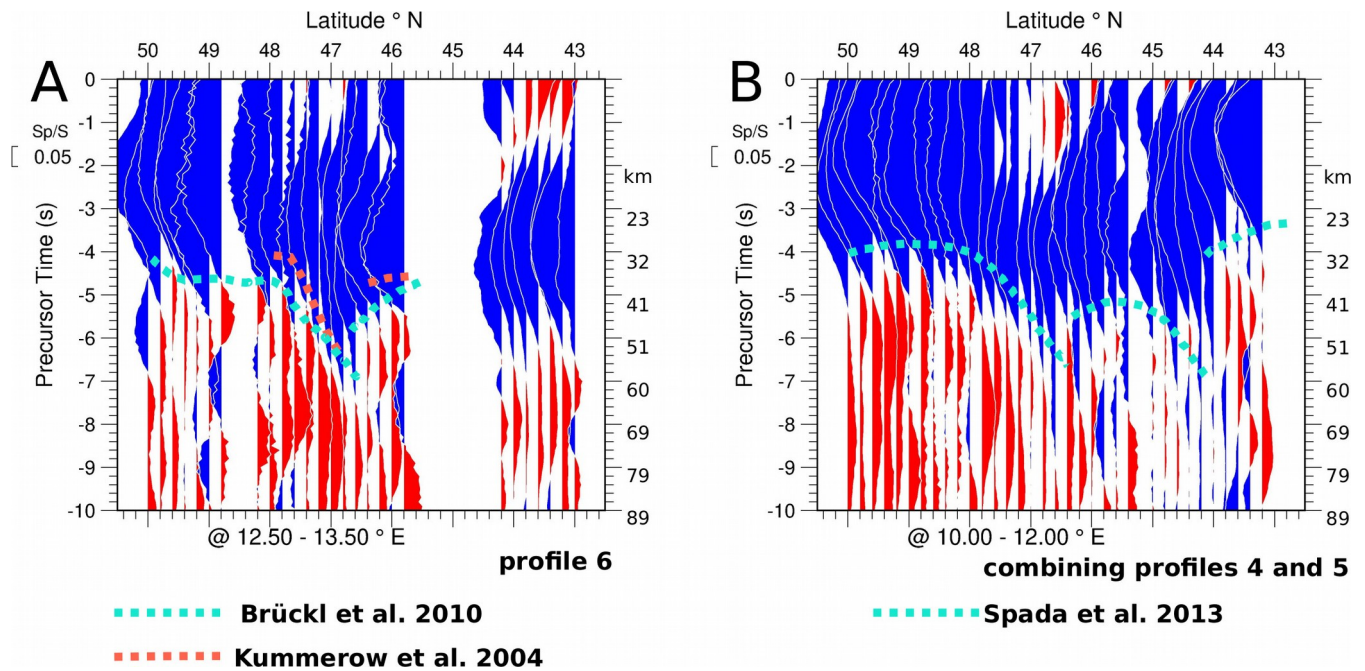 Latitude ° N
50 49 48 47 46 45 44 43
A
0
-1
-2
-3
-4
-5
-6
-7
-8
-9
-10
Sp/S
0.05
Precursor Time (s)
km
23
32
41
51
60
69
79
89
@ 12.50 - 13.50 ° E
profile 6
Brückl et al. 2010
Kummerow et al. 2004
Latitude ° N
50 49 48 47 46 45 44 43
B
0
-1
-2
-3
-4
-5
-6
-7
-8
-9
-10
Sp/S
0.05
Precursor Time (s)
km
23
32
41
51
60
69
79
89
@ 10.00 - 12.00 ° E
combining profiles 4 and 5
Spada et al. 2013